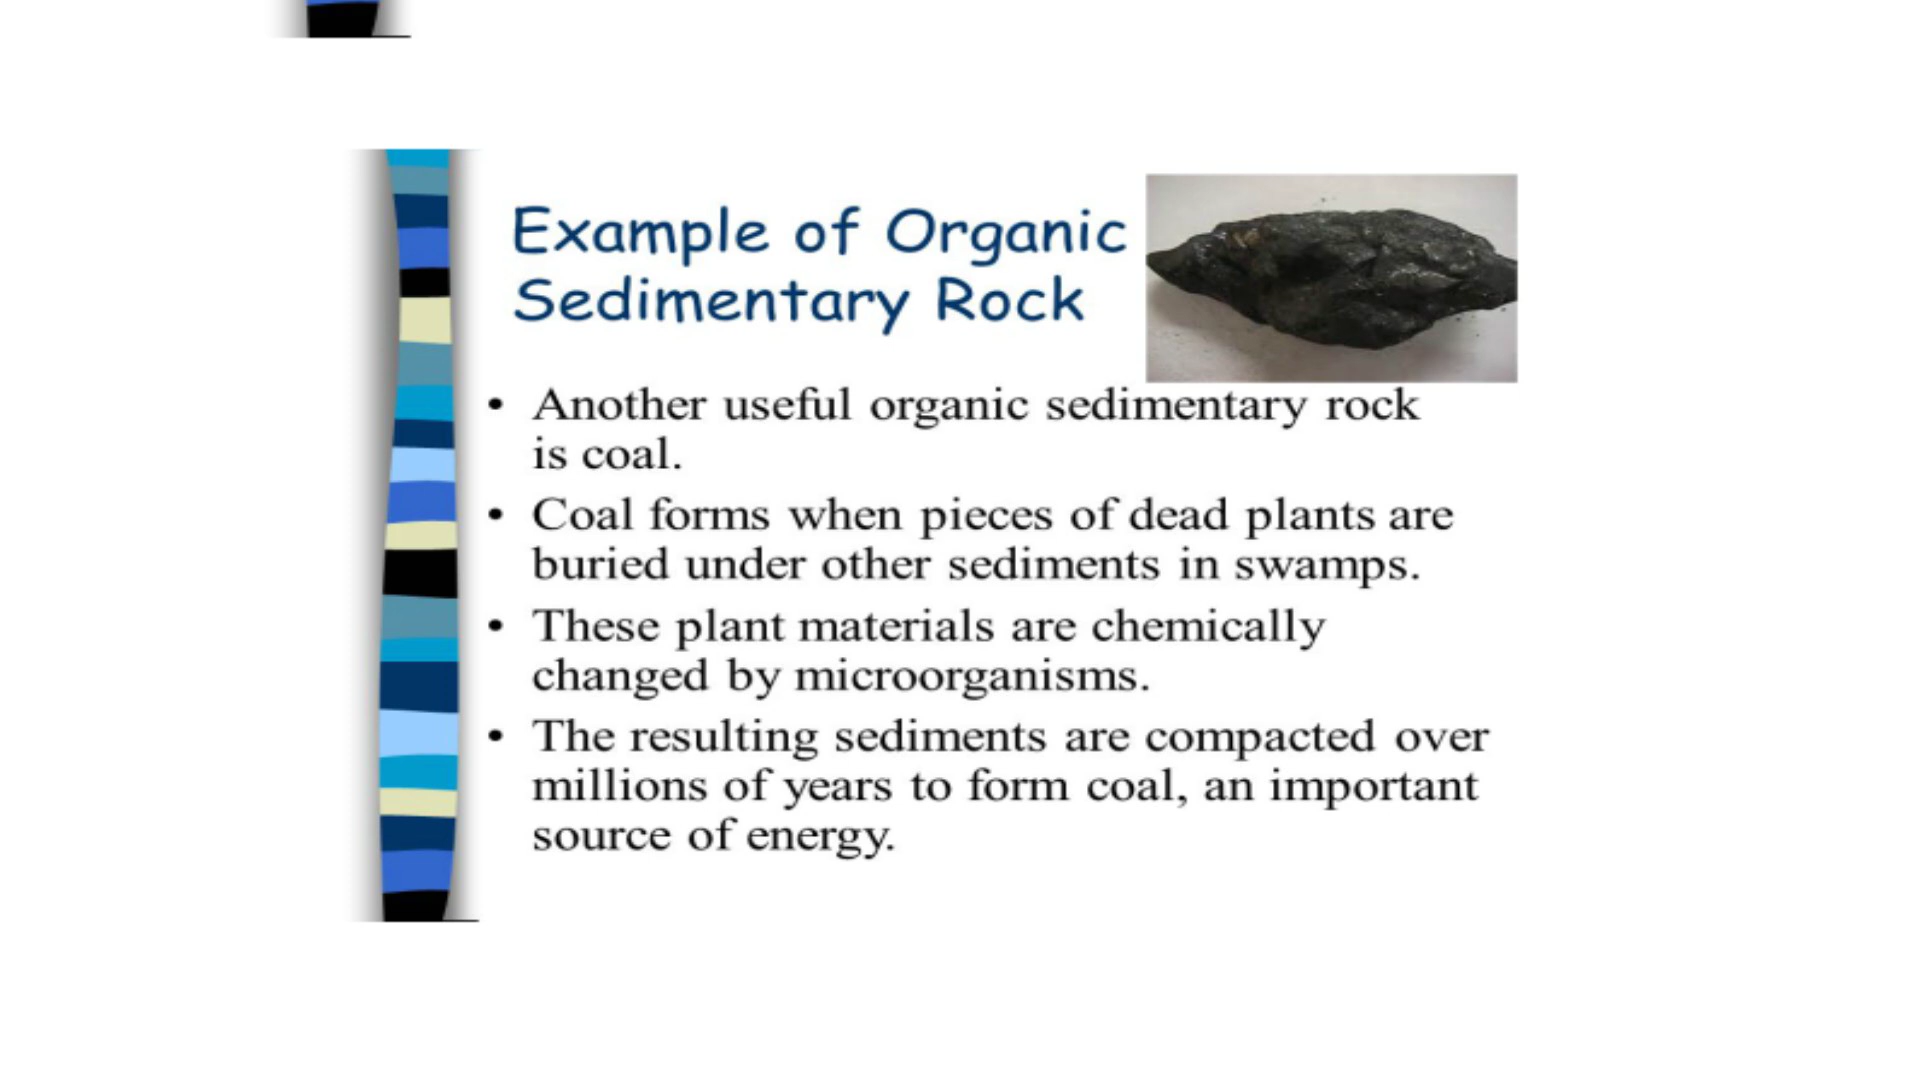 Example of Organic
Sedimentary Rock
• Another useful organic sedimentary rock
is coal.
• Coal forms when pieces of dead plants are
buried under other sediments in swamps.
• These plant materials are chemically
changed by microorganisms.
• The resulting sediments are compacted over
millions of years to form coal, an important
source of energy.